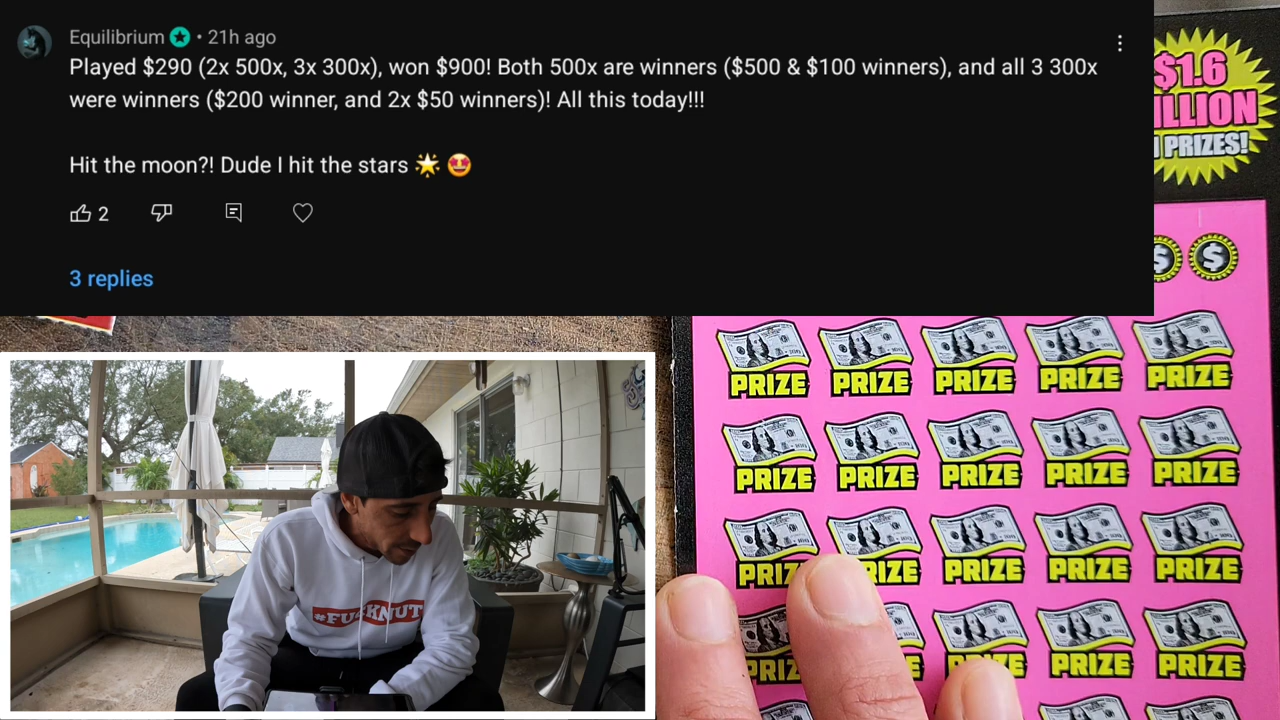 Equilibrium • 21h ago
Played $290 (2x 500x, 3x 300x), won $900! Both 500x are winners ($500 & $100 winners), and all 3 300x
were winners ($200 winner, and 2x $50 winners)! All this today!!!
Hit the moon?! Dude I hit the stars 🌟 🤩
2
3 replies
$1.6
PRIZES!
PRIZE PRIZE PRIZE PRIZE PRIZE
PRIZE PRIZE PRIZE PRIZE PRIZE
PRIZE PRIZE PRIZE PRIZE
PRIZE PRIZE PRIZE